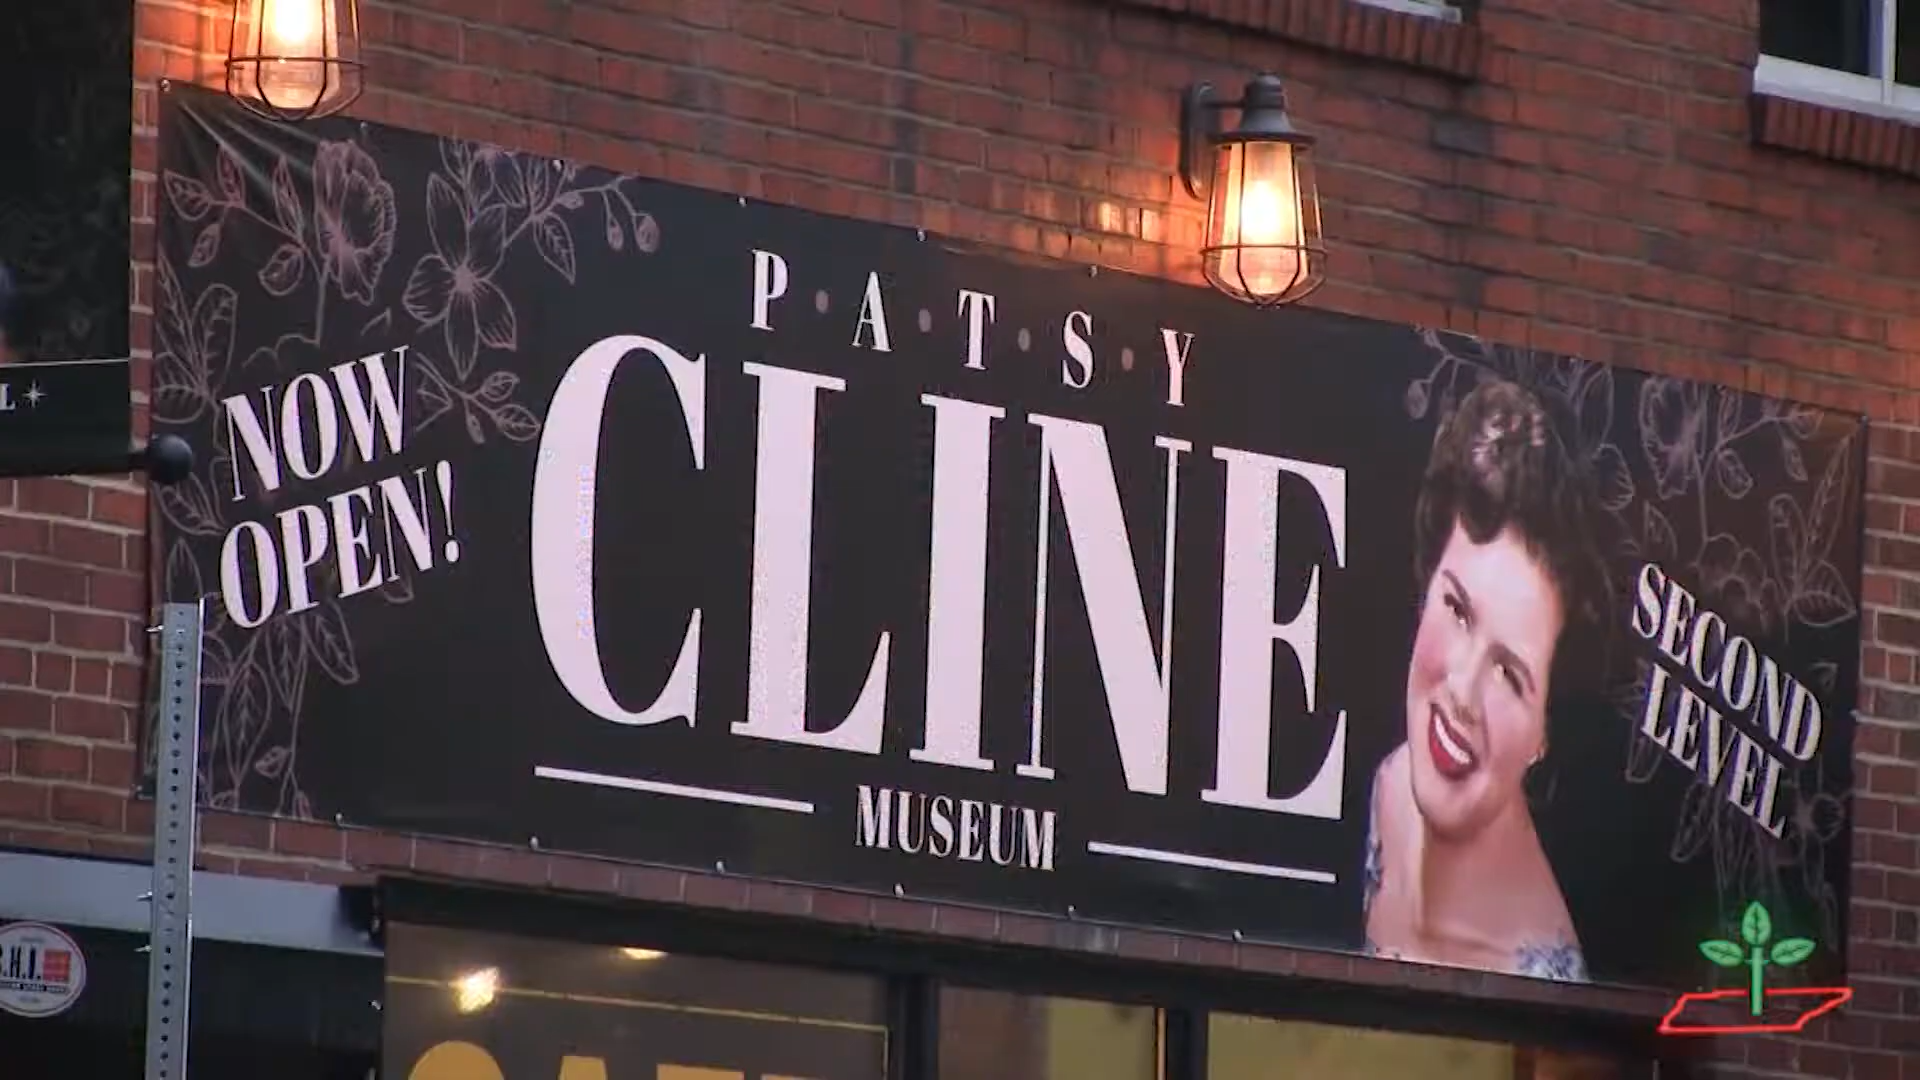 NOW
OPEN!
P·A·T·S·Y
CLINE
MUSEUM
SECOND
LEVEL
L